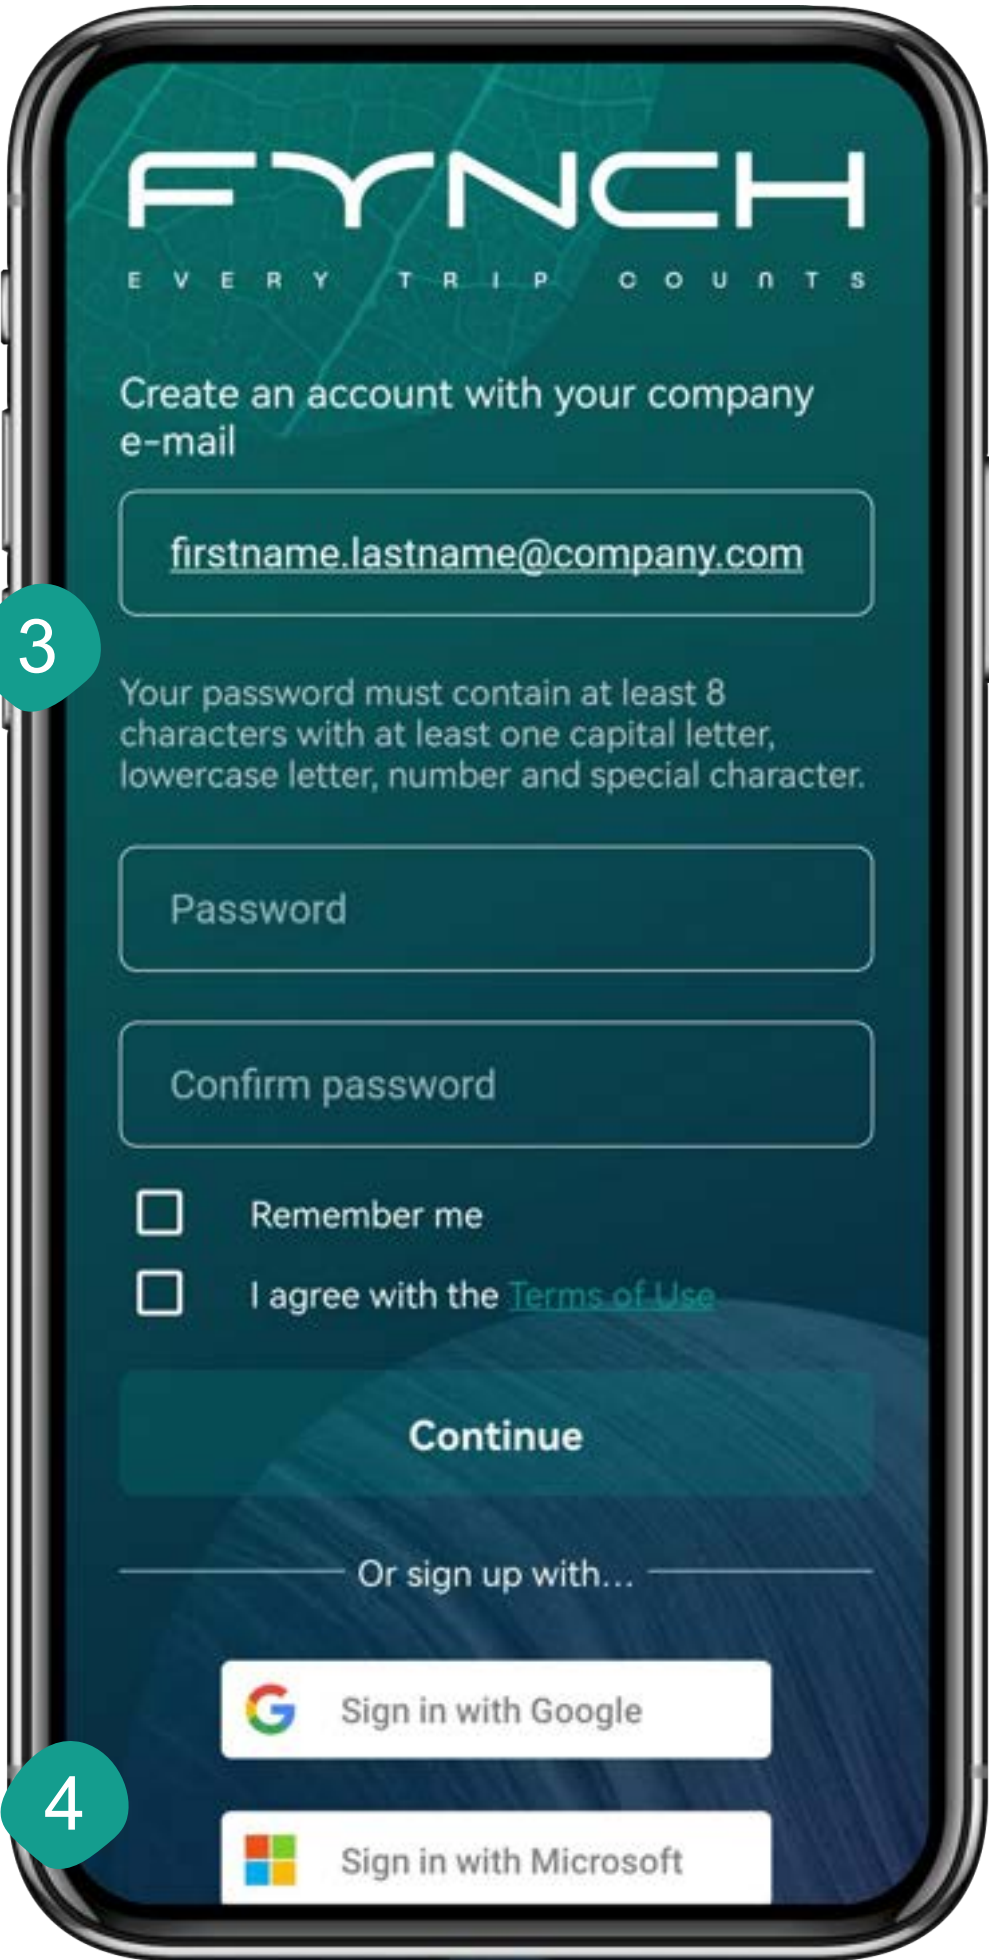 FYNCH
EVERY TRIP COUNTS
Create an account with your company
e-mail
firstname.lastname@company.com
3
Your password must contain at least 8
characters with at least one capital letter,
lowercase letter, number and special character.
Password
Confirm password
Remember me
I agree with the Terms of Use
Continue
Or sign up with...
Sign in with Google
4
Sign in with Microsoft